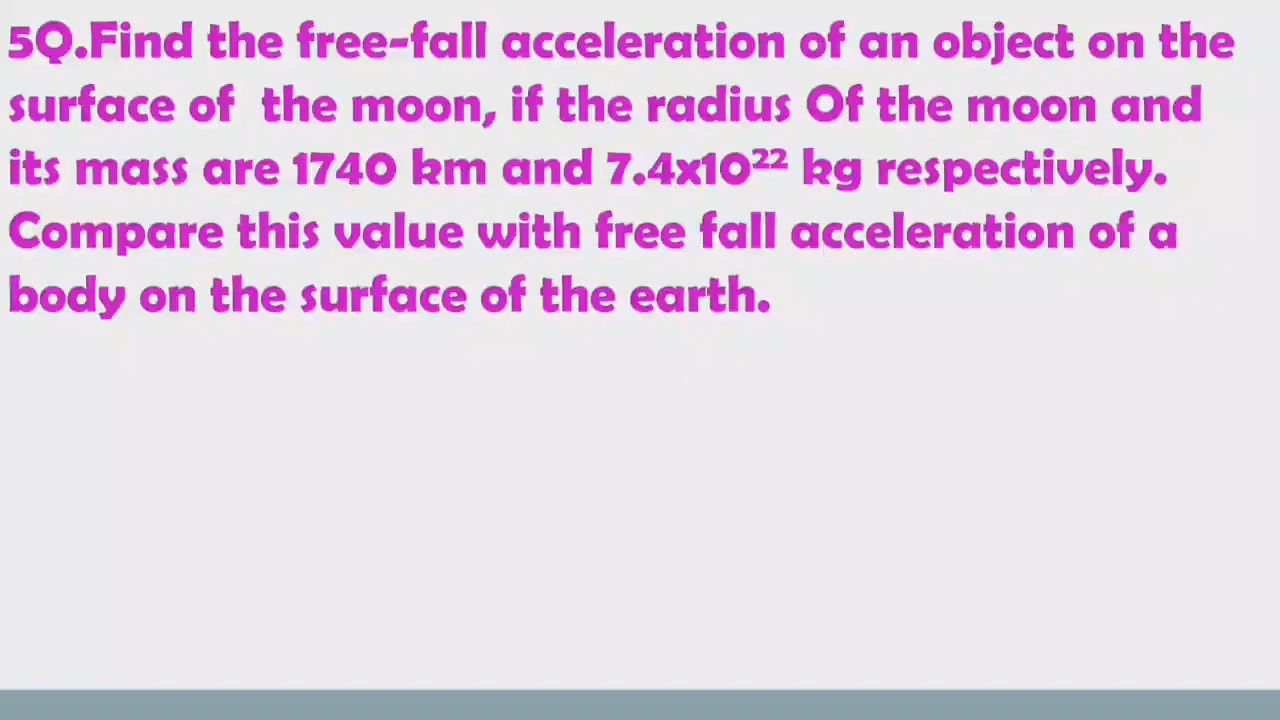 5Q.Find the free-fall acceleration of an object on the
surface of the moon, if the radius Of the moon and
its mass are 1740 km and 7.4x10²² kg respectively.
Compare this value with free fall acceleration of a
body on the surface of the earth.